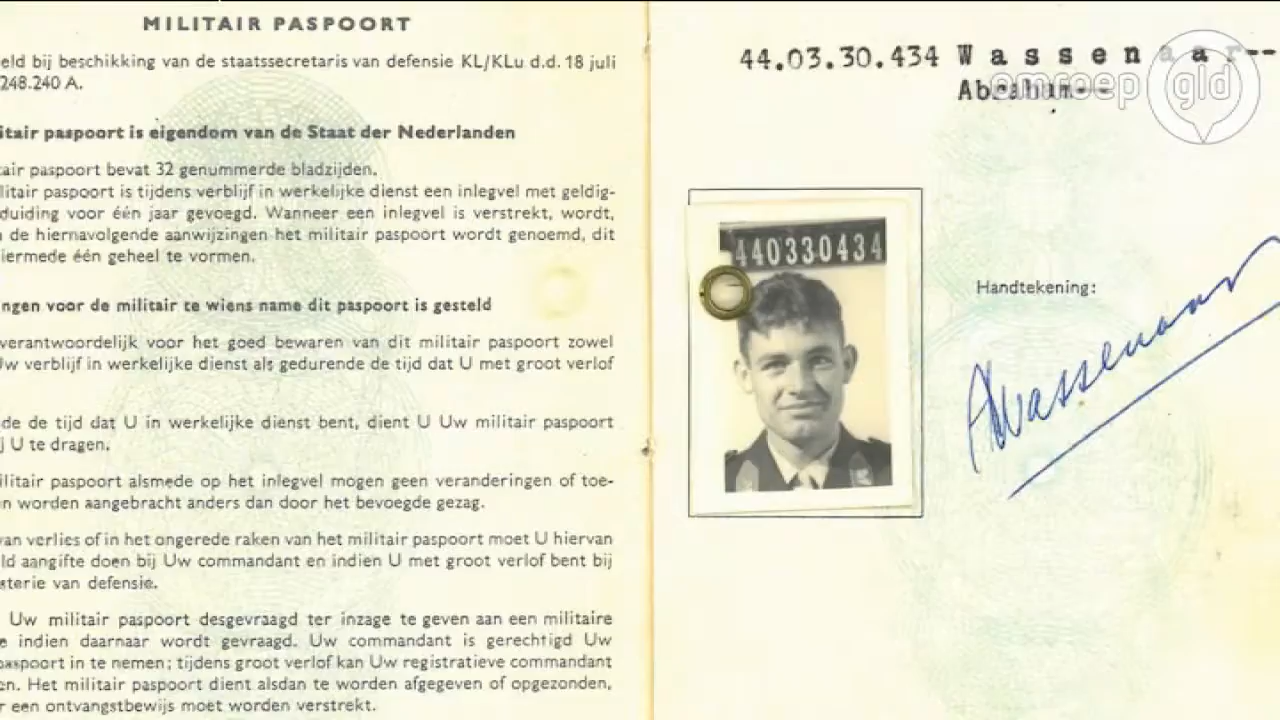 MILITAIR PASPOORT
eld bij beschikking van de staatssecretaris van defensie KL/KLu d.d. 18 juli
248.240 A.
itair paspoort is eigendom van de Staat der Nederlanden
air paspoort bevat 32 genummerde bladzijden.
litair paspoort is tijdens verblijf in werkelijke dienst een inlegvel met geldig-
duiding voor één jaar gevoegd. Wanneer een inlegvel is verstrekt, wordt,
n de hiernavolgende aanwijzingen het militair paspoort wordt genoemd, dit
iermede één geheel te vormen.
ngen voor de militair te wiens name dit paspoort is gesteld
verantwoordelijk voor het goed bewaren van dit militair paspoort zowel
Uw verblijf in werkelijke dienst als gedurende de tijd dat U met groot verlof
de de tijd dat U in werkelijke dienst bent, dient U Uw militair paspoort
j U te dragen.
ilitair paspoort alsmede op het inlegvel mogen geen veranderingen of toe-
n worden aangebracht anders dan door het bevoegde gezag.
van verlies of in het ongerede raken van het militair paspoort moet U hiervan
ld aangifte doen bij Uw commandant en indien U met groot verlof bent bij
sterie van defensie.
Uw militair paspoort desgevraagd ter inzage te geven aan een militaire
e indien daarnaar wordt gevraagd. Uw commandant is gerechtigd Uw
paspoort in te nemen; tijdens groot verlof kan Uw registratieve commandant
en. Het militair paspoort dient alsdan te worden afgegeven of opgezonden,
r een ontvangstbewijs moet worden verstrekt.
44.03.30.434 Wassenaar--
Abraham--
omroep gld
440330434
Handtekening:
AWassenaar